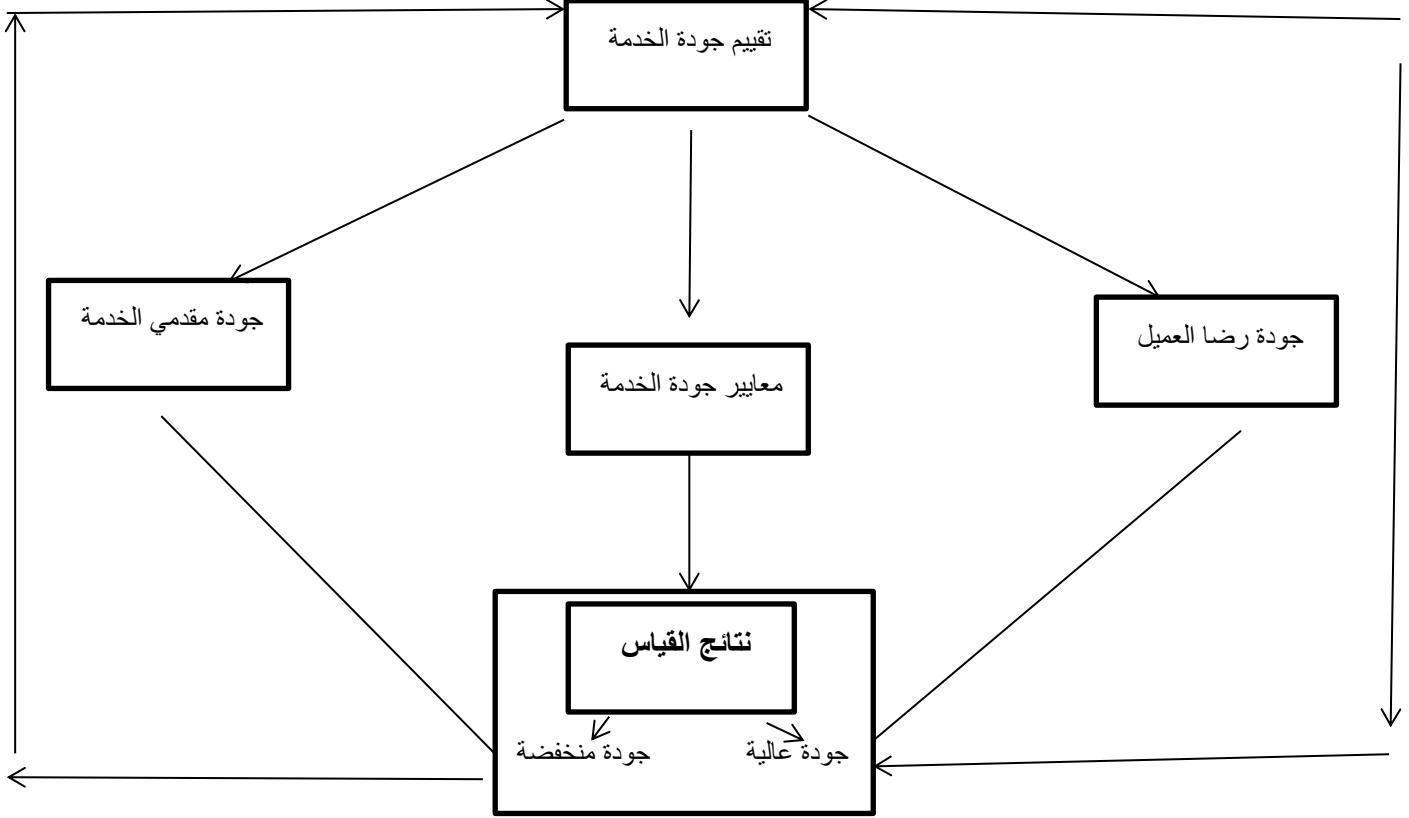 تقييم جودة الخدمة
جودة رضا العميل
جودة مقدمي الخدمة
معايير جودة الخدمة
نتائج القياس
جودة عالية
جودة منخفضة